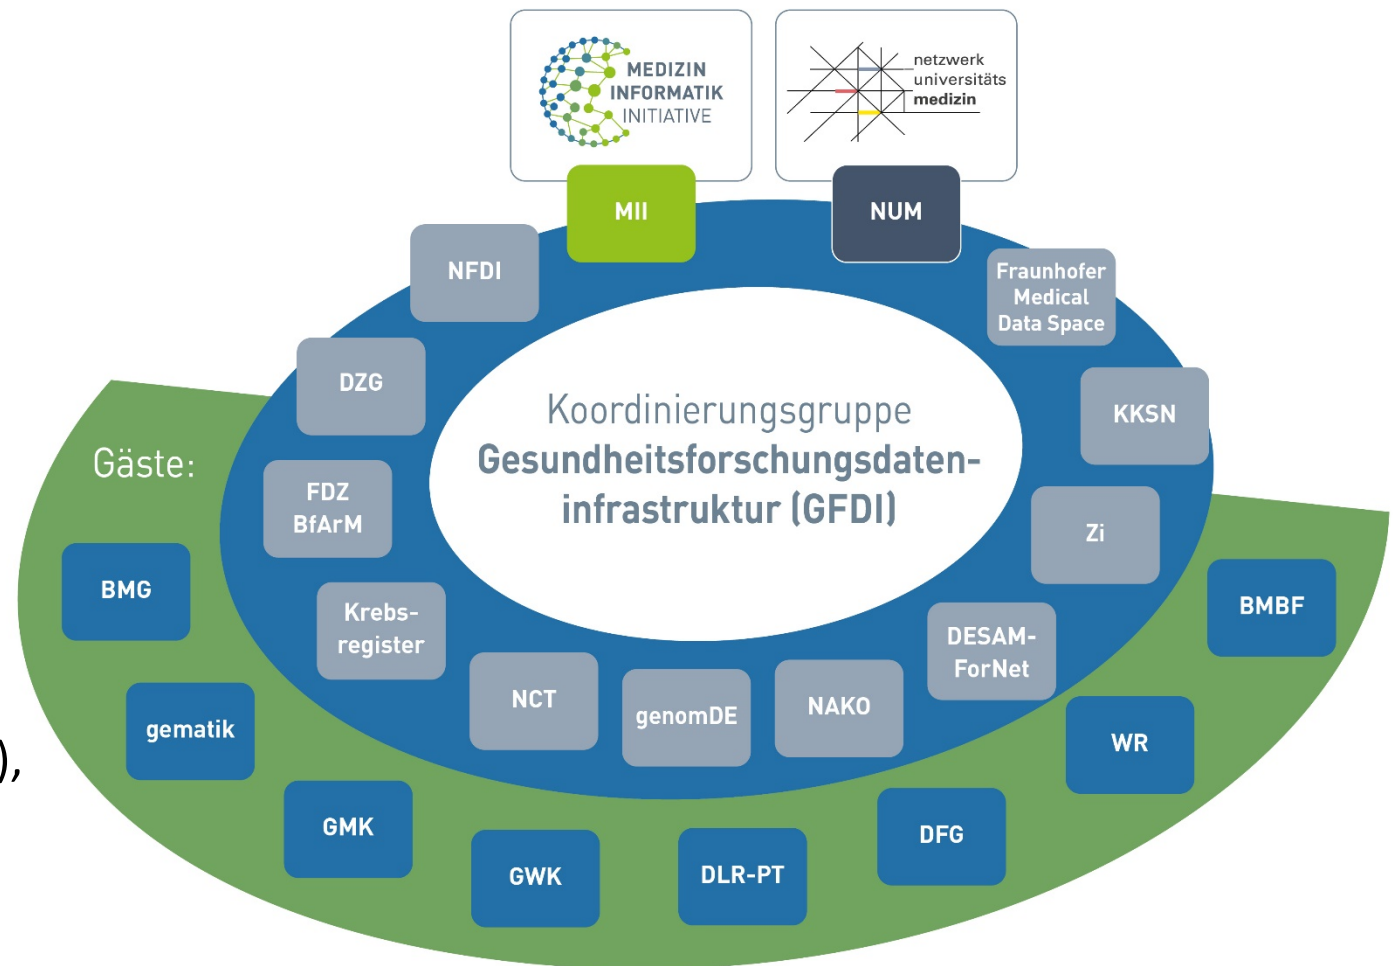 MEDIZIN
INFORMATIK
INITIATIVE
netzwerk
universitäts
medizin
MII
NUM
NFDI
Fraunhofer
Medical
Data Space
DZG
KKSN
Koordinierungsgruppe
Gesundheitsforschungsdaten-
infrastruktur (GFDI)
Gäste:
FDZ
BfArM
Zi
BMG
BMBF
Krebs-
register
DESAM-
ForNet
NCT
genomDE
NAKO
gematik
WR
),
GMK
GWK
DLR-PT
DFG